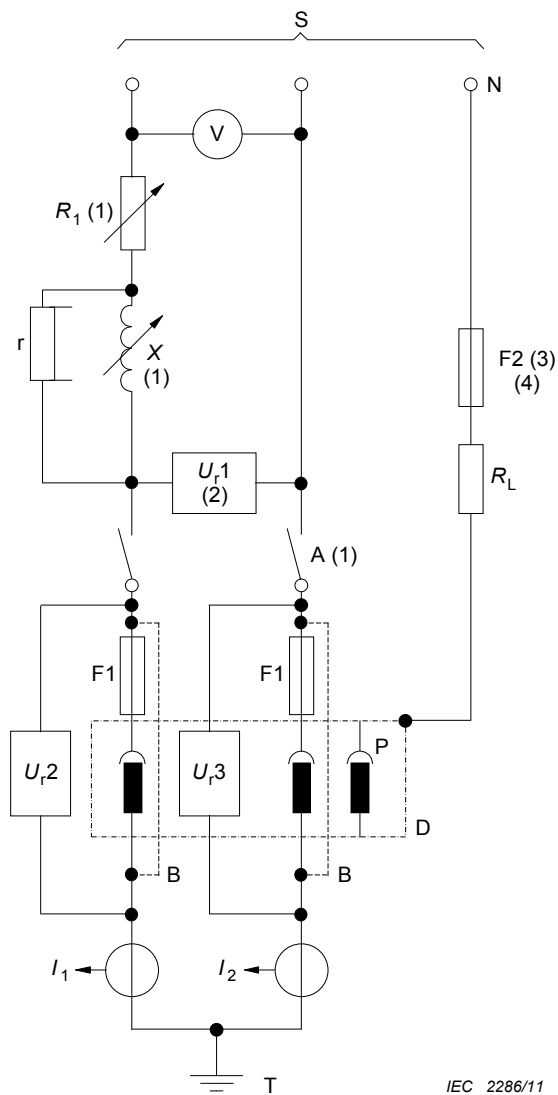 S
N
V
R1 (1)
r
X
(1)
F2 (3)
(4)
Ur1
(2)
RL
A (1)
F1
F1
P
Ur2
Ur3
D
B
B
I1
I2
T
IEC 2286/11